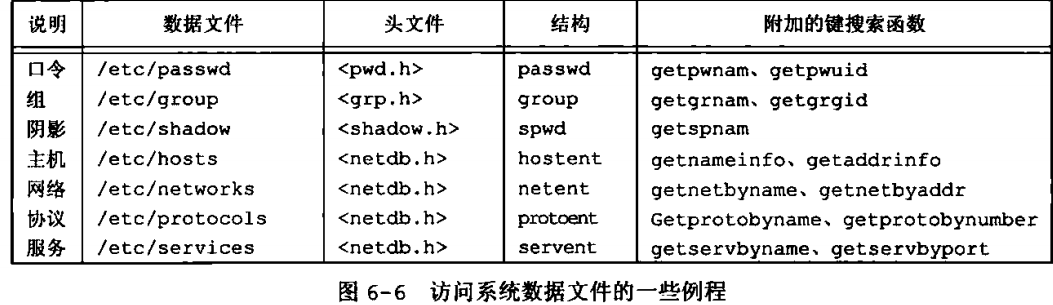 说明 数据文件 头文件 结构 附加的键搜索函数
口令 /etc/passwd <pwd.h> passwd getpwnam、getpwuid
组 /etc/group <grp.h> group getgrnam、getgrgid
阴影 /etc/shadow <shadow.h> spwd getspnam
主机 /etc/hosts <netdb.h> hostent getnameinfo、getaddrinfo
网络 /etc/networks <netdb.h> netent getnetbyname、getnetbyaddr
协议 /etc/protocols <netdb.h> protoent Getprotobyname、getprotobynumber
服务 /etc/services <netdb.h> servent getservbyname、getservbyport
图 6-6 访问系统数据文件的一些例程